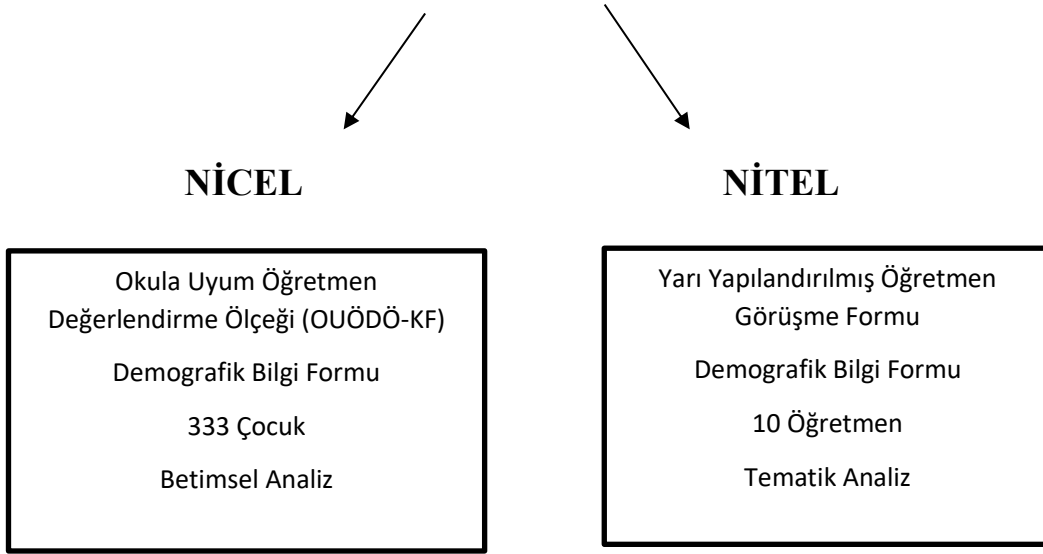 NİCEL
NİTEL
Okula Uyum Öğretmen
Değerlendirme Ölçeği (OUÖDÖ-KF)
Demografik Bilgi Formu
333 Çocuk
Betimsel Analiz
Yarı Yapılandırılmış Öğretmen
Görüşme Formu
Demografik Bilgi Formu
10 Öğretmen
Tematik Analiz